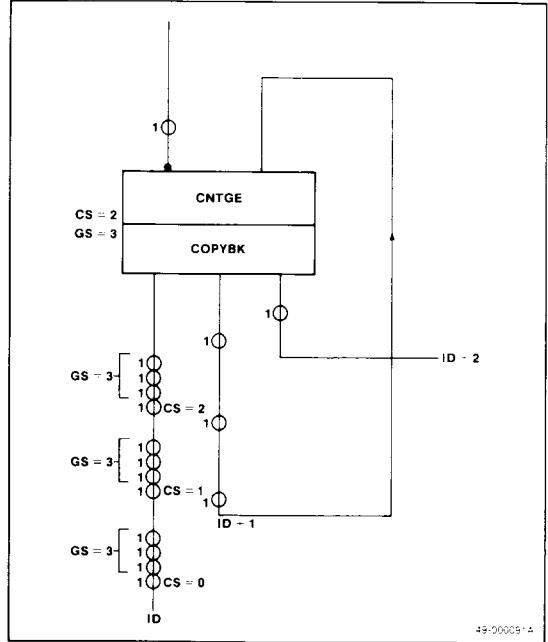 1
CNTGE
CS = 2
GS = 3
COPYBK
1
1
ID + 2
1
GS = 3
1
1
1 CS = 2
1
1
GS = 3
1
1
1 CS = 1
1
ID + 1
1
GS = 3
1
1
1 CS = 0
ID
49-000091A